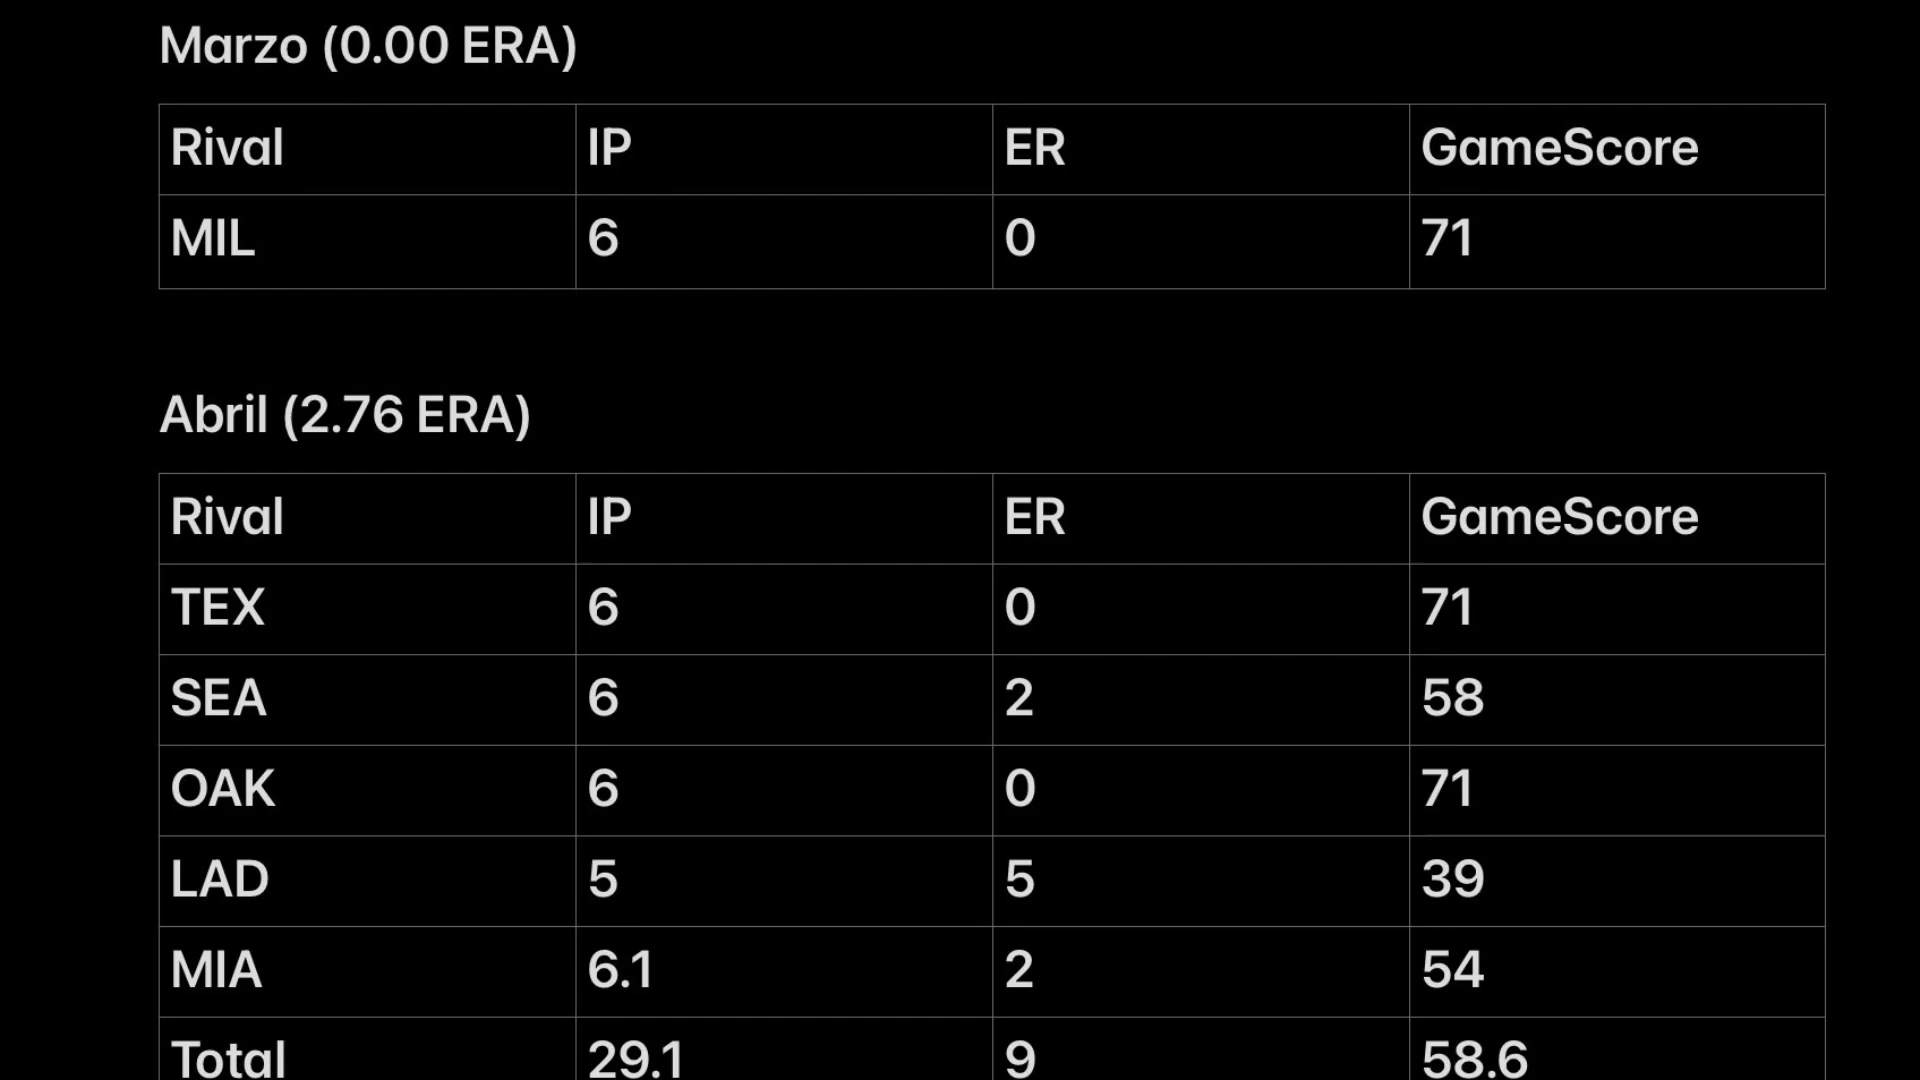 Marzo (0.00 ERA)
Rival IP ER GameScore
MIL 6 0 71
Abril (2.76 ERA)
Rival IP ER GameScore
TEX 6 0 71
SEA 6 2 58
OAK 6 0 71
LAD 5 5 39
MIA 6.1 2 54
Total 29.1 9 58.6